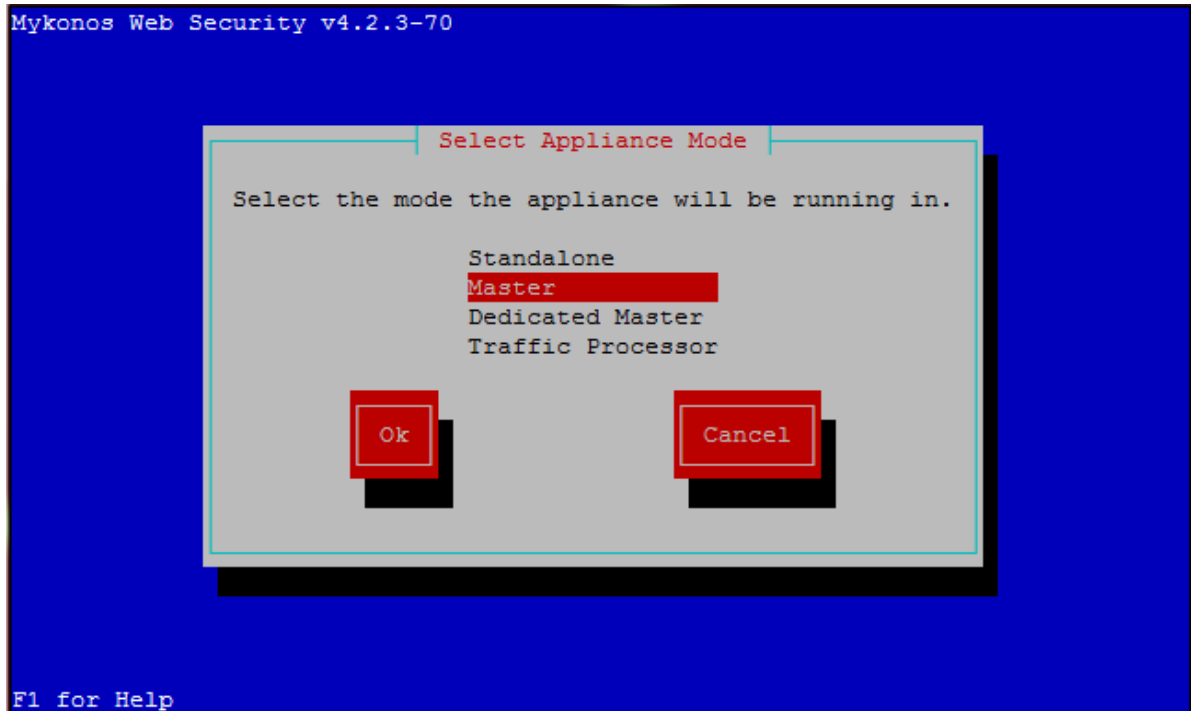 Mykonos Web Security v4.2.3-70
Select Appliance Mode
Select the mode the appliance will be running in.
Standalone
Master
Dedicated Master
Traffic Processor
Ok Cancel
F1 for Help